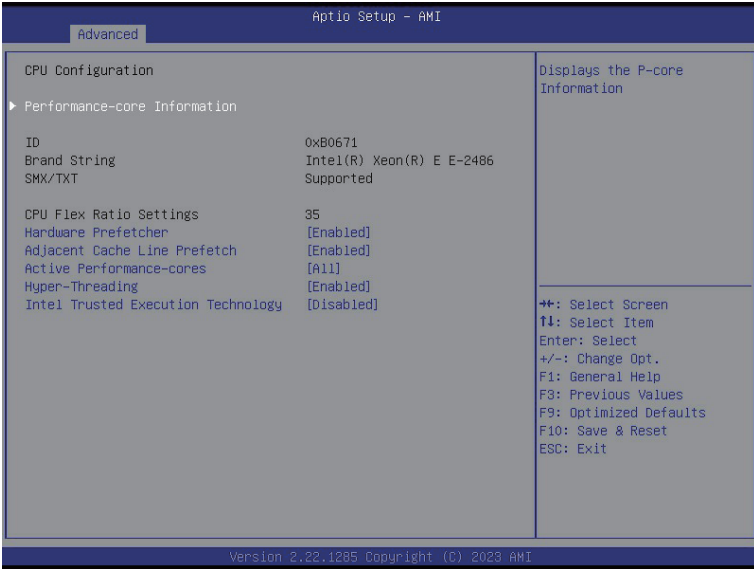 Aptio Setup – AMI
Advanced
CPU Configuration
Performance-core Information
ID 0xB0671
Brand String Intel(R) Xeon(R) E E-2486
SMX/TXT Supported
CPU Flex Ratio Settings 35
Hardware Prefetcher [Enabled]
Adjacent Cache Line Prefetch [Enabled]
Active Performance-cores [All]
Hyper-Threading [Enabled]
Intel Trusted Execution Technology [Disabled]
Displays the P-core
Information
→←: Select Screen
↑↓: Select Item
Enter: Select
+/-: Change Opt.
F1: General Help
F3: Previous Values
F9: Optimized Defaults
F10: Save & Reset
ESC: Exit
Version 2.22.1285 Copyright (C) 2023 AMI